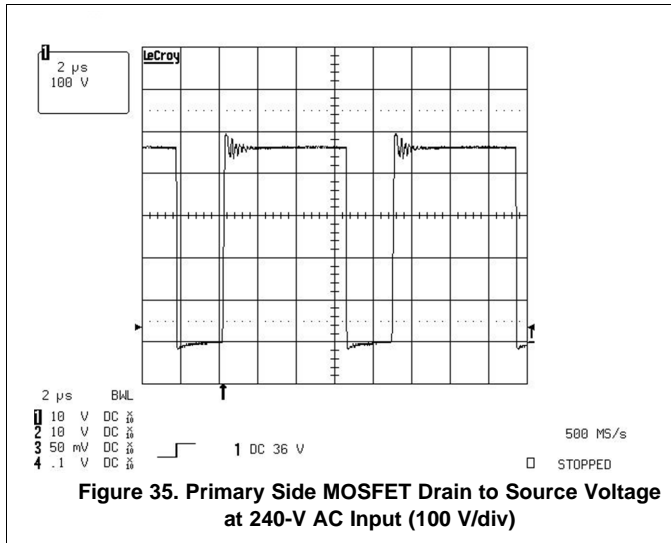 1
2 µs
100 V
LeCroy
2 µs BWL
1 10 V DC X10
2 10 V DC X10
3 50 mV DC X10
4 .1 V DC X10
1 DC 36 V
500 MS/s
STOPPED
Figure 35. Primary Side MOSFET Drain to Source Voltage
at 240-V AC Input (100 V/div)